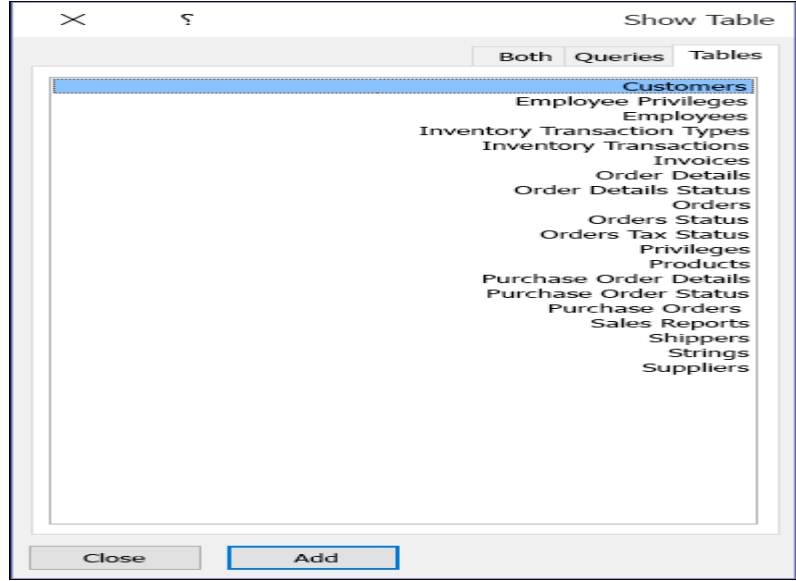 Show Table ؟ ×
Tables Queries Both
Customers
Employee Privileges
Employees
Inventory Transaction Types
Inventory Transactions
Invoices
Order Details
Order Details Status
Orders
Orders Status
Orders Tax Status
Privileges
Products
Purchase Order Details
Purchase Order Status
Purchase Orders
Sales Reports
Shippers
Strings
Suppliers
Add Close